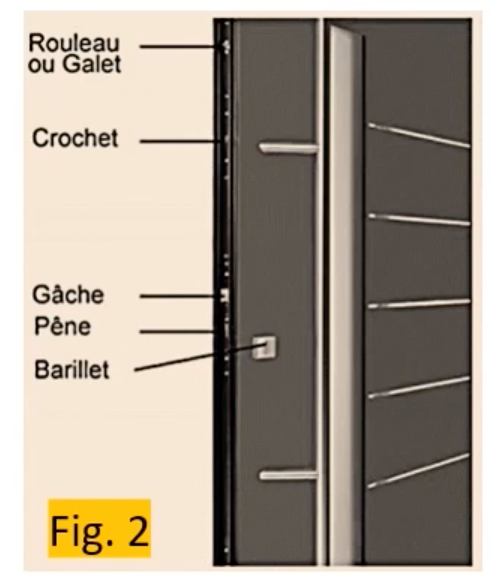 Rouleau
ou Galet
Crochet
Gâche
Pêne
Barillet
Fig. 2